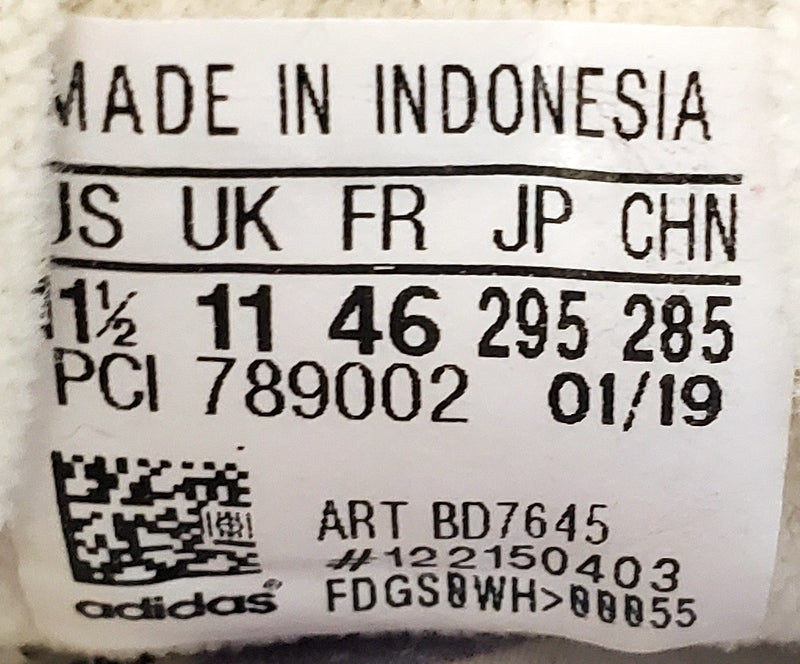 MADE IN INDONESIA
US UK FR JP CHN
11½ 11 46 295 285
PCI 789002 01/19
ART BD7645
#122150403
adidas®
FDGS0WH>00055